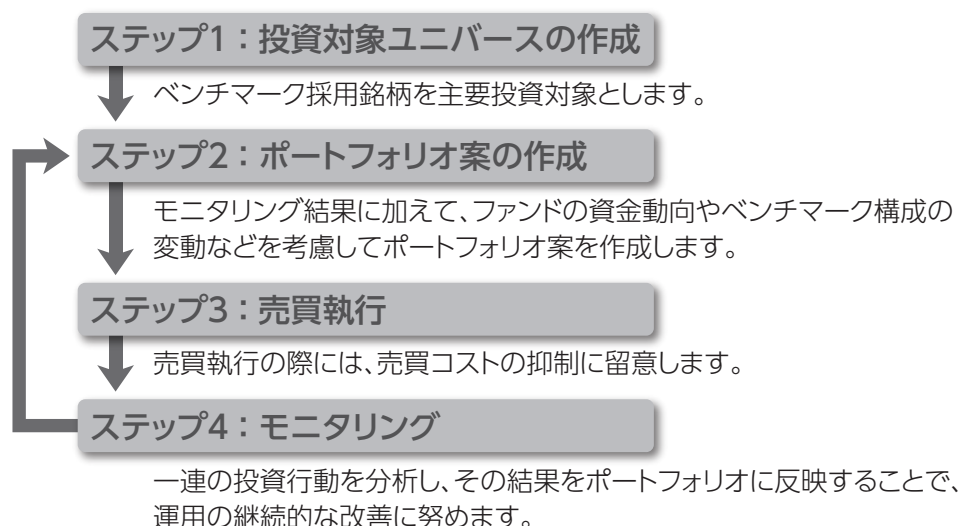 ステップ1：投資対象ユニバースの作成
ベンチマーク採用銘柄を主要投資対象とします。
ステップ2：ポートフォリオ案の作成
モニタリング結果に加えて、ファンドの資金動向やベンチマーク構成の
変動などを考慮してポートフォリオ案を作成します。
ステップ3：売買執行
売買執行の際には、売買コストの抑制に留意します。
ステップ4：モニタリング
一連の投資行動を分析し、その結果をポートフォリオに反映することで、
運用の継続的な改善に努めます。